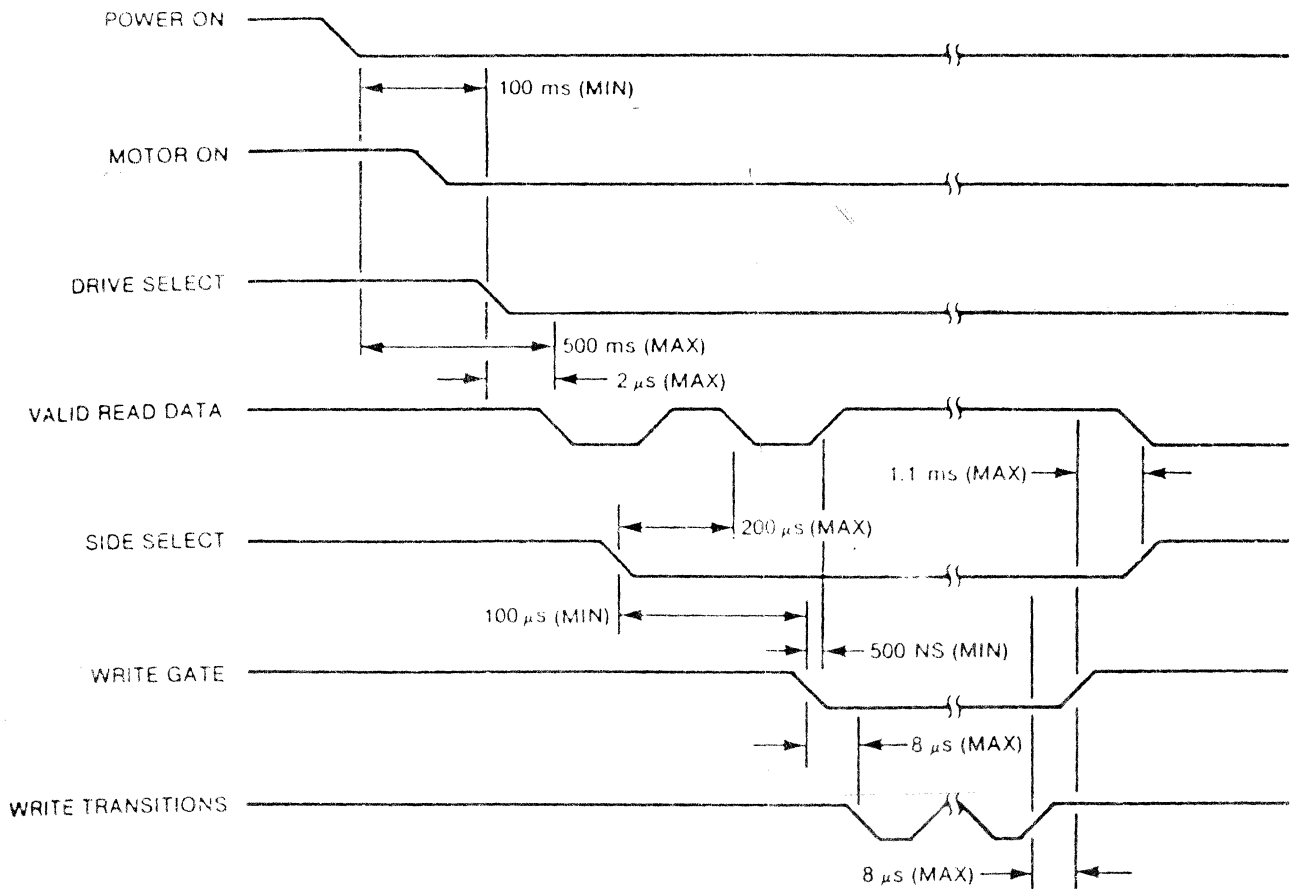 POWER ON
100 ms (MIN)
MOTOR ON
DRIVE SELECT
500 ms (MAX)
2 μs (MAX)
VALID READ DATA
1.1 ms (MAX)
200 μs (MAX)
SIDE SELECT
100 μs (MIN)
500 NS (MIN)
WRITE GATE
8 μs (MAX)
WRITE TRANSITIONS
8 μs (MAX)